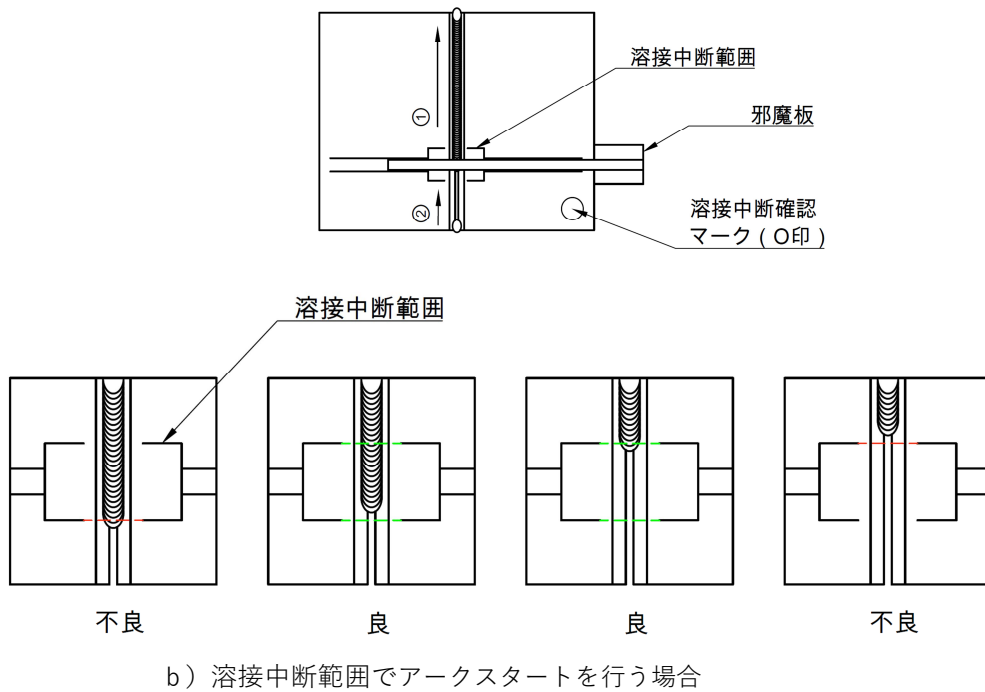 溶接中断範囲
邪魔板
①
②
溶接中断確認
マーク（O印）
溶接中断範囲
不良
良
良
不良
b）溶接中断範囲でアークスタートを行う場合